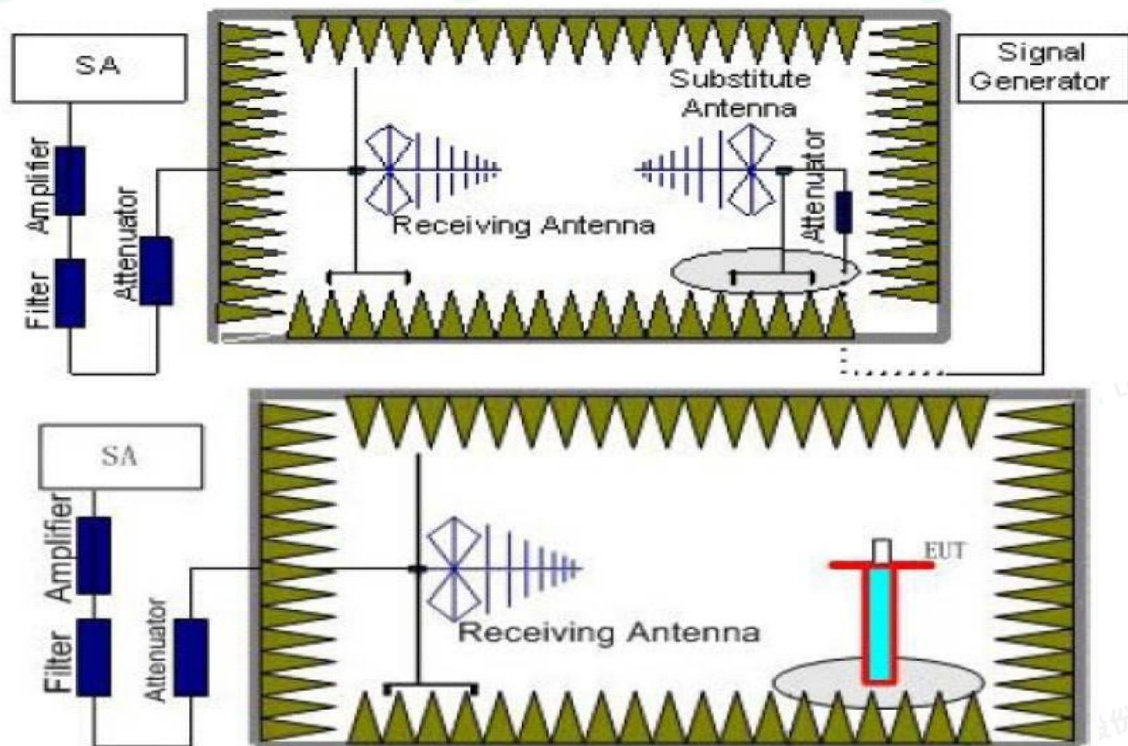 SA
Signal
Generator
Substitute
Antenna
Amplifier
Filter
Attenuator
Receiving Antenna
Attenuator
SA
Amplifier
Filter
Attenuator
Receiving Antenna
EUT